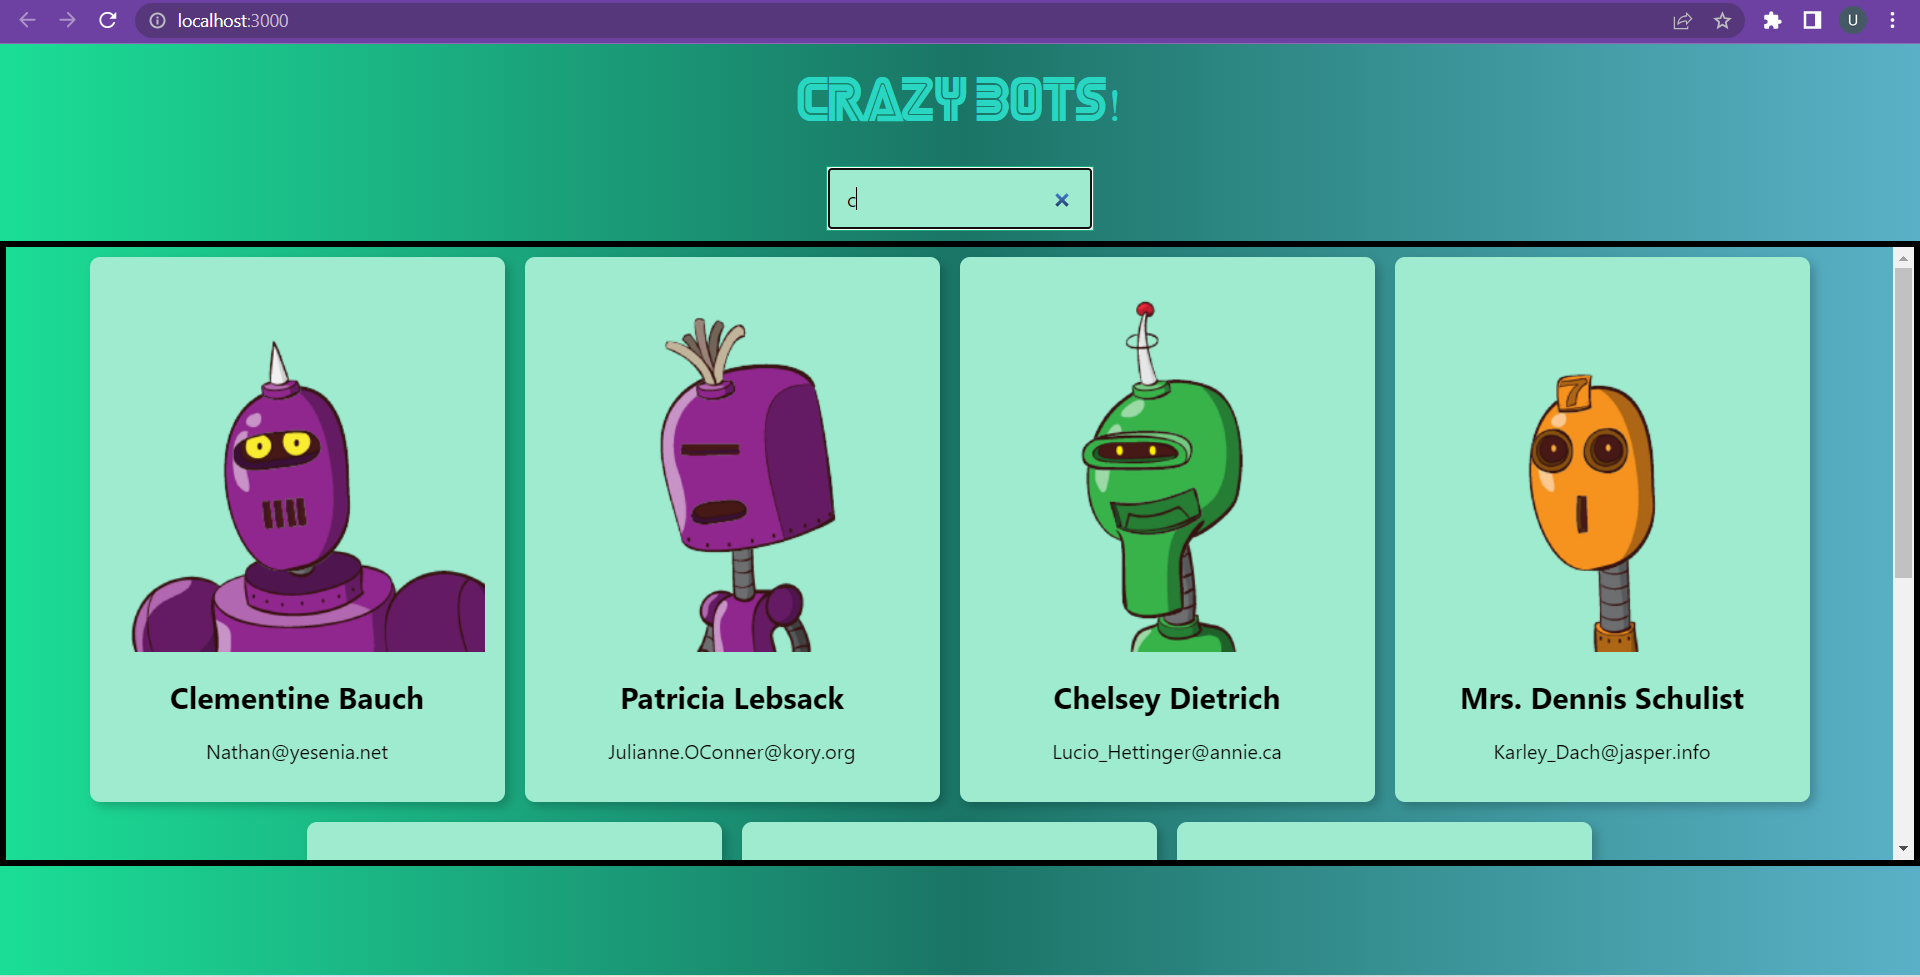 localhost:3000
U
CRAZY BOTS!
c
7
Clementine Bauch
Nathan@yesenia.net
Patricia Lebsack
Julianne.OConner@kory.org
Chelsey Dietrich
Lucio_Hettinger@annie.ca
Mrs. Dennis Schulist
Karley_Dach@jasper.info